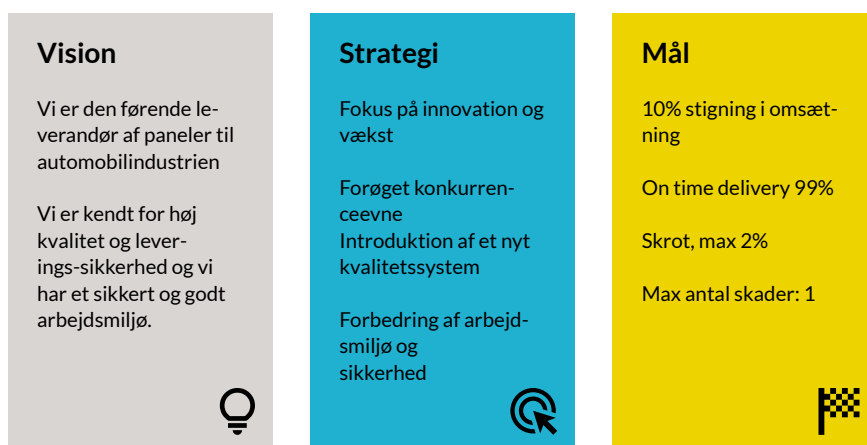 Vision
Vi er den førende le-
verandør af paneler til
automobilindustrien
Vi er kendt for høj
kvalitet og lever-
ings-sikkerhed og vi
har et sikkert og godt
arbejdsmiljø.
Strategi
Fokus på innovation og
vækst
Forøget konkurren-
ceevne
Introduktion af et nyt
kvalitetssystem
Forbedring af arbejd-
smiljø og
sikkerhed
Mål
10% stigning i omsæt-
ning
On time delivery 99%
Skrot, max 2%
Max antal skader: 1